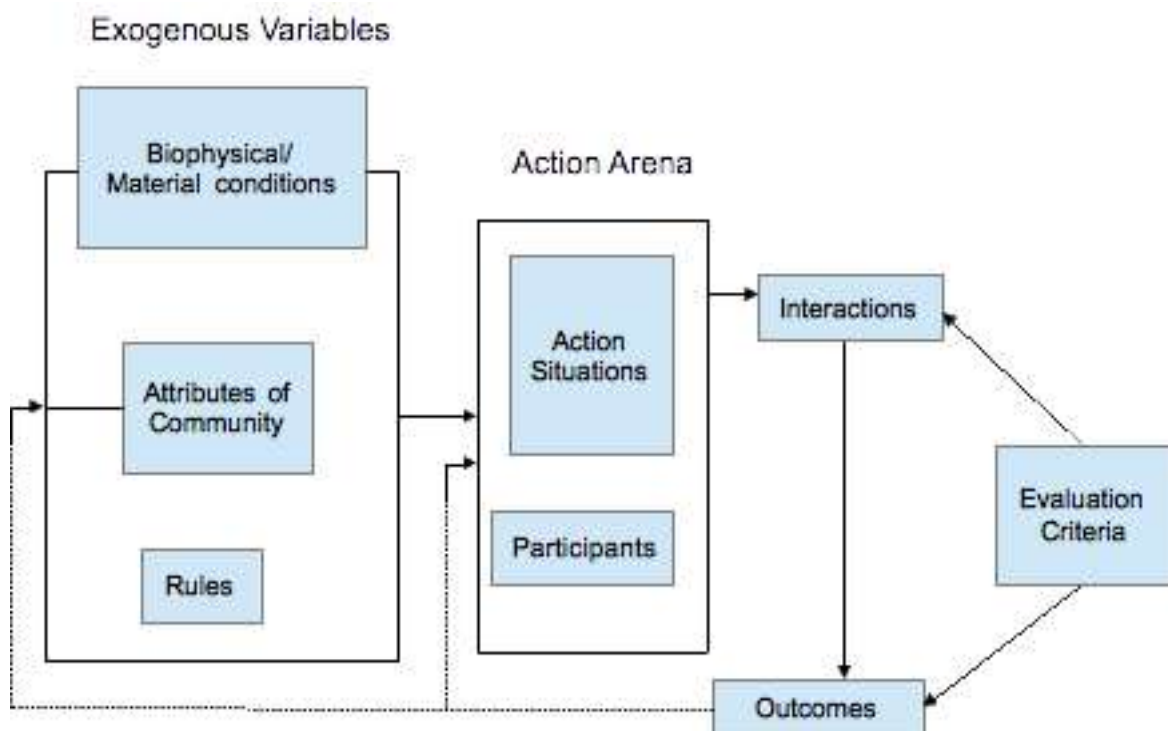 Exogenous Variables
Biophysical/
Material conditions
Attributes of
Community
Rules
Action Arena
Action
Situations
Participants
Interactions
Evaluation
Criteria
Outcomes